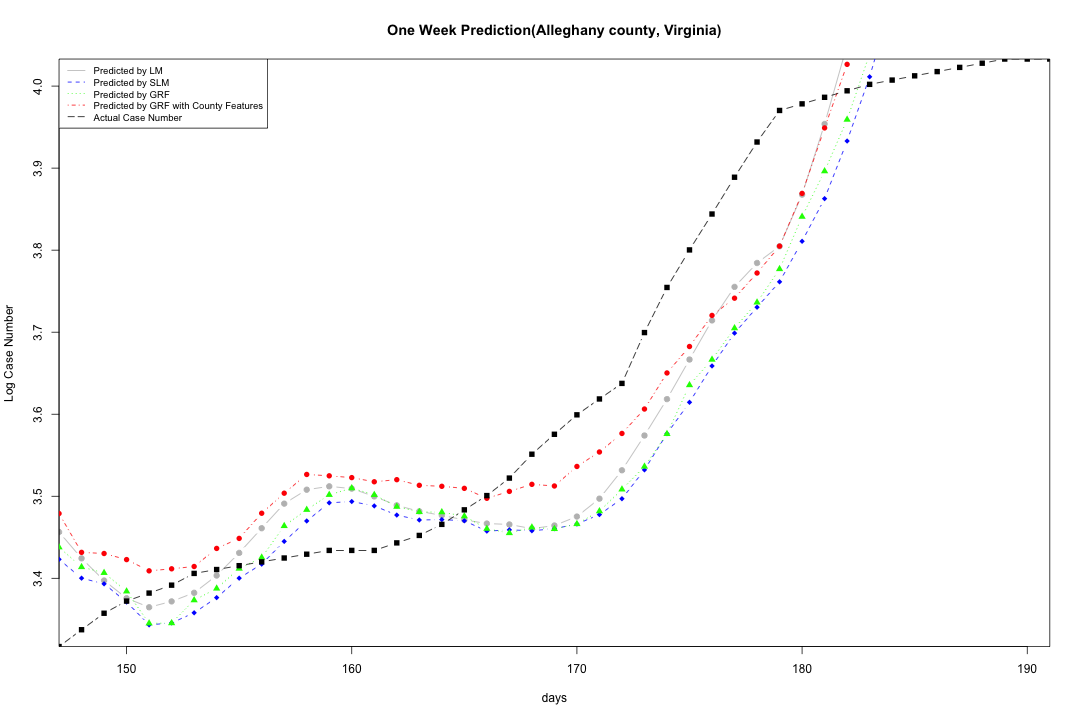 One Week Prediction(Alleghany county, Virginia)
Predicted by LM
Predicted by SLM
Predicted by GRF
Predicted by GRF with County Features
Actual Case Number
Log Case Number
4.0
3.9
3.8
3.7
3.6
3.5
3.4
150 160 170 180 190
days